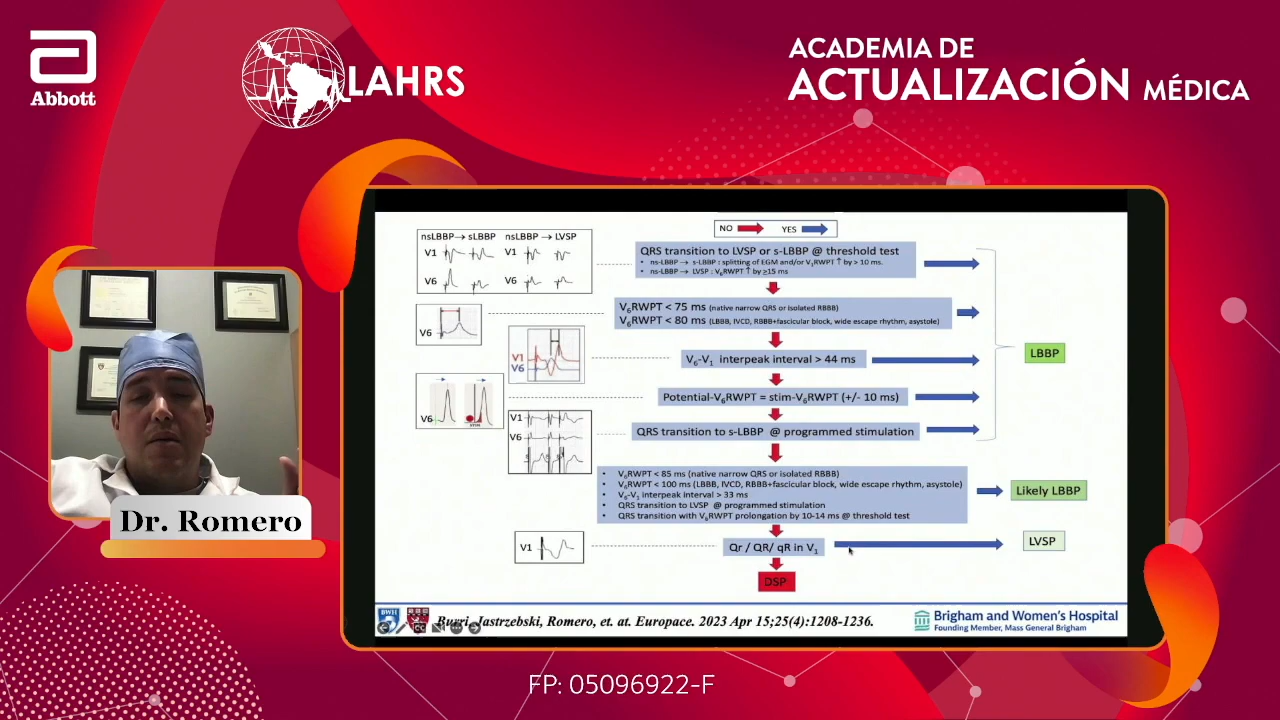 Abbott
LAHRS
ACADEMIA DE
ACTUALIZACIÓN MÉDICA
nsLBBP→ sLBBP nsLBBP→ LVSP
V1 V1
V6 V6
NO YES
QRS transition to LVSP or s-LBBP @ threshold test
• ns-LBBP → s-LBBP : splitting of EGM and/or V1RWPT ↑ by > 10 ms.
• ns-LBBP → LVSP : V6RWPT ↑ by ≥15 ms
V6
V6RWPT < 75 ms (native narrow QRS or isolated RBBB)
V6RWPT < 80 ms (LBBB, IVCD, RBBB+fascicular block, wide escape rhythm, asystole)
V1
V6
V6-V1 interpeak interval > 44 ms
LBBP
V6
Potential-V6RWPT = stim-V6RWPT (+/- 10 ms)
V1
V6
QRS transition to s-LBBP @ programmed stimulation
• V6RWPT < 85 ms (native narrow QRS or isolated RBBB)
• V6RWPT < 100 ms (LBBB, IVCD, RBBB+fascicular block, wide escape rhythm, asystole)
• V6-V1 interpeak interval > 33 ms
• QRS transition to LVSP @ programmed stimulation
• QRS transition with V6RWPT prolongation by 10-14 ms @ threshold test
Likely LBBP
V1
Qr / QR/ qR in V1
LVSP
DSP
Dr. Romero
BWH
Burri, Jastrzebski, Romero, et. at. Europace. 2023 Apr 15;25(4):1208-1236.
Brigham and Women's Hospital
Founding Member, Mass General Brigham
FP: 05096922-F